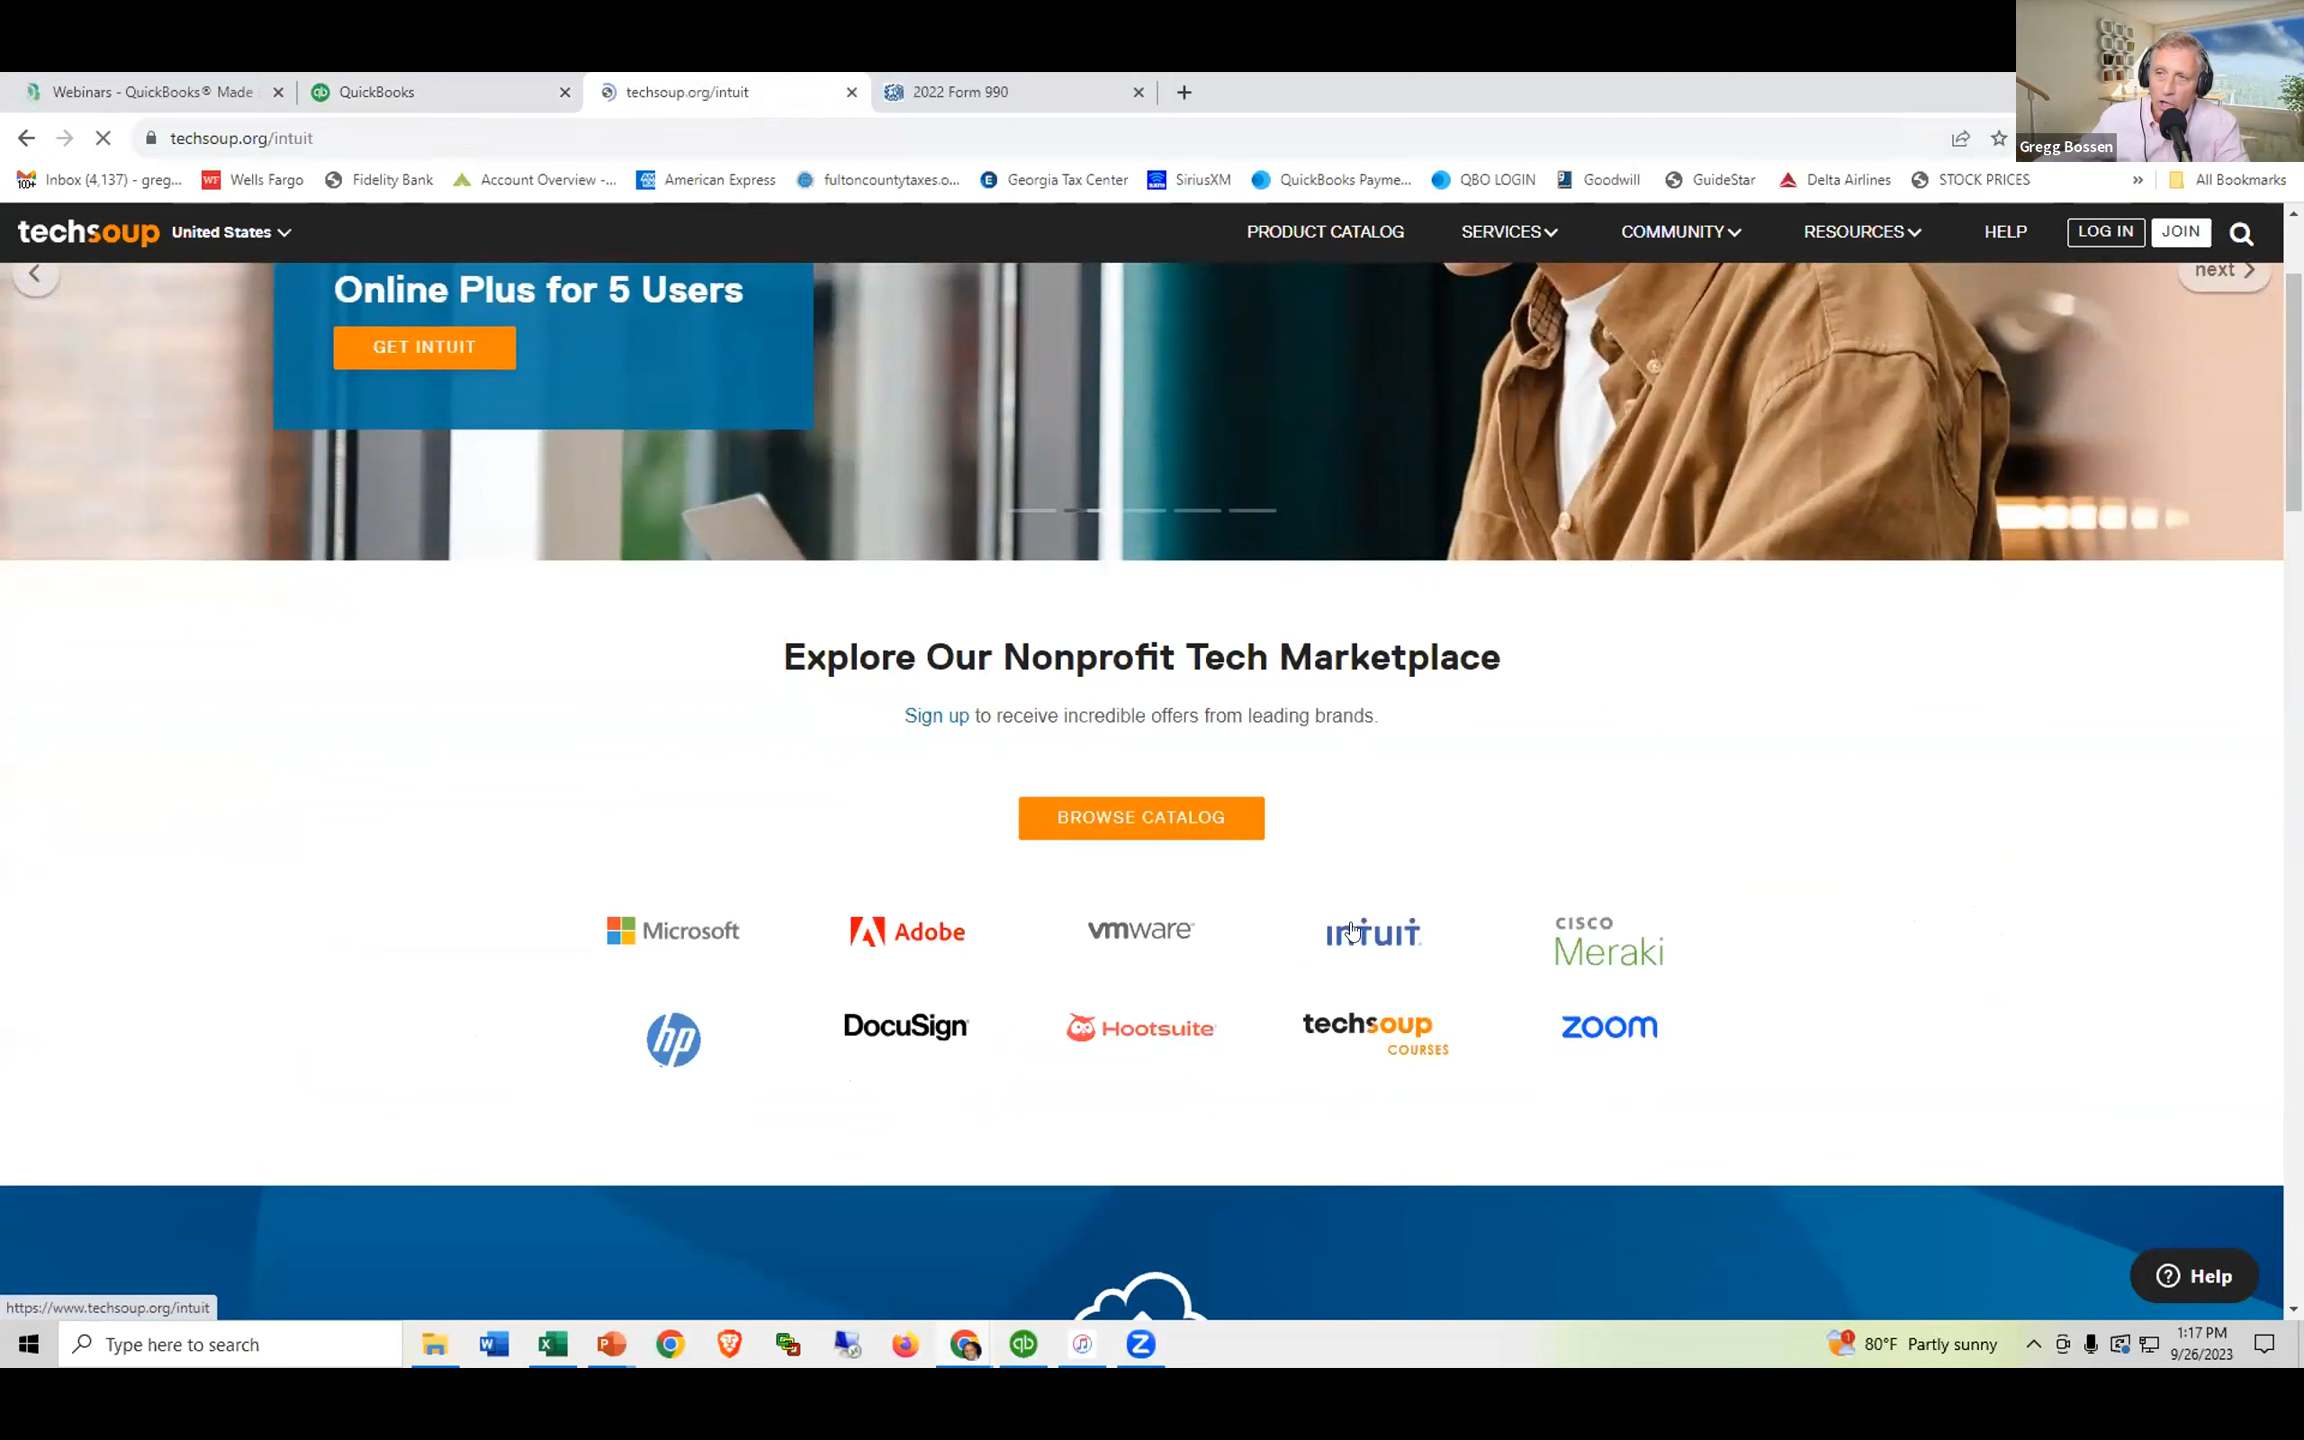 Webinars - QuickBooks® Made
QuickBooks
techsoup.org/intuit
2022 Form 990
techsoup.org/intuit
Gregg Bossen
100+
Inbox (4,137) - greg...
WF
Wells Fargo
Fidelity Bank
Account Overview -...
American Express
fultoncountytaxes.o...
Georgia Tax Center
SiriusXM
QuickBooks Payme...
QBO LOGIN
Goodwill
GuideStar
Delta Airlines
STOCK PRICES
»
All Bookmarks
techsoup
United States
PRODUCT CATALOG
SERVICES
COMMUNITY
RESOURCES
HELP
LOG IN
JOIN
next
Online Plus for 5 Users
GET INTUIT
Explore Our Nonprofit Tech Marketplace
Sign up to receive incredible offers from leading brands.
BROWSE CATALOG
Microsoft
Adobe
vmware®
intuit
CISCO
Meraki
hp
DocuSign
Hootsuite
techsoup
COURSES
zoom
Help
https://www.techsoup.org/intuit
Type here to search
80°F Partly sunny
1:17 PM
9/26/2023